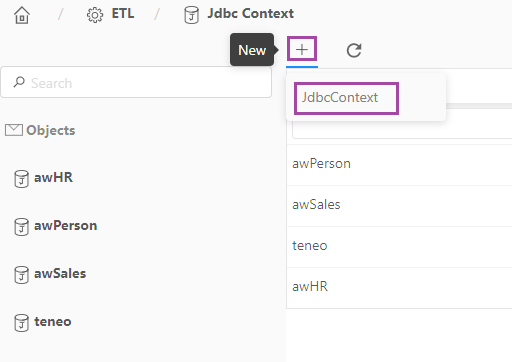 ETL / Jdbc Context
New
Search
JdbcContext
Objects
awHR
awPerson
awSales
teneo
awPerson
awSales
teneo
awHR